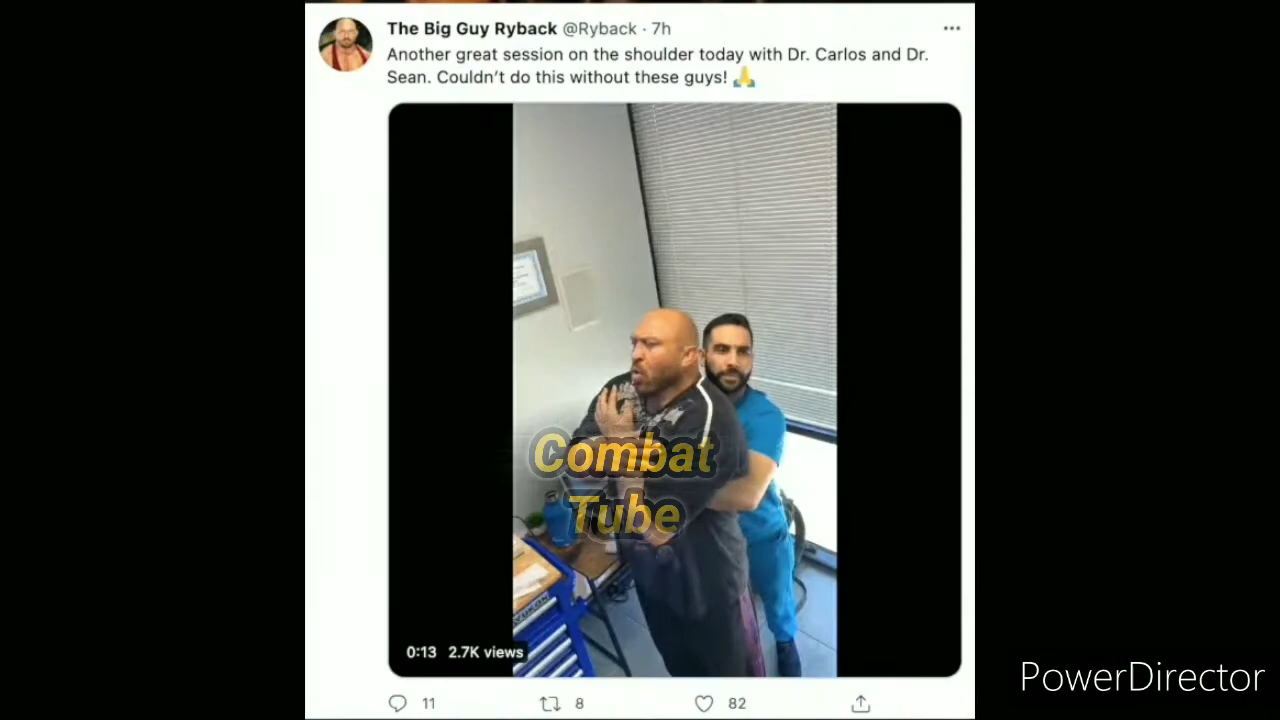 The Big Guy Ryback @Ryback · 7h
Another great session on the shoulder today with Dr. Carlos and Dr.
Sean. Couldn't do this without these guys! 🙏
Combat
Tube
0:13 2.7K views
11 8 82
PowerDirector